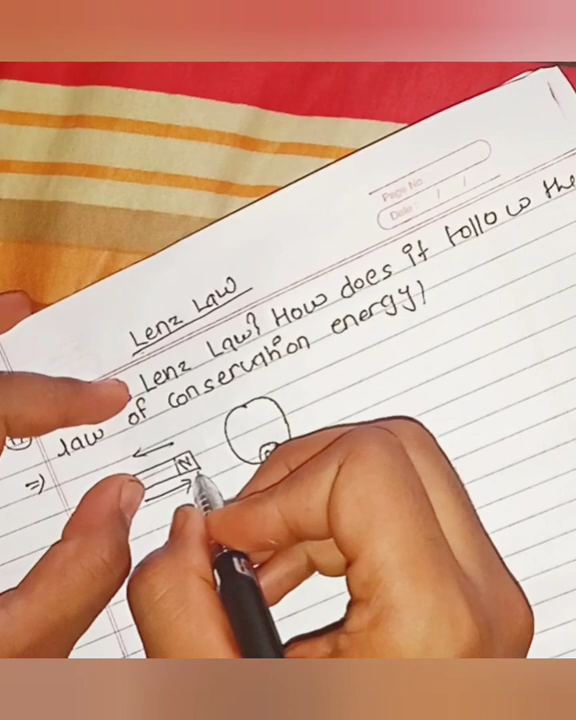 Page No
Date / /
Lenz Law
Lenz Law? How does it follow the
law of conservation energy?
⇒ N